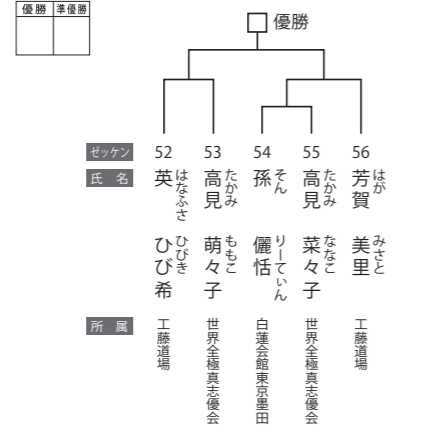 優勝 準優勝
優勝
ゼッケン 52 53 54 55 56
氏 名
英 ひび希
はなふさ ひびき
高見 萌々子
たかみ ももこ
孫 儷恬
そん りーてぃん
高見 菜々子
たかみ ななこ
芳賀 美里
はが みさと
所 属
工藤道場
世界全極真志優会
白蓮会館東京墨田
世界全極真志優会
工藤道場